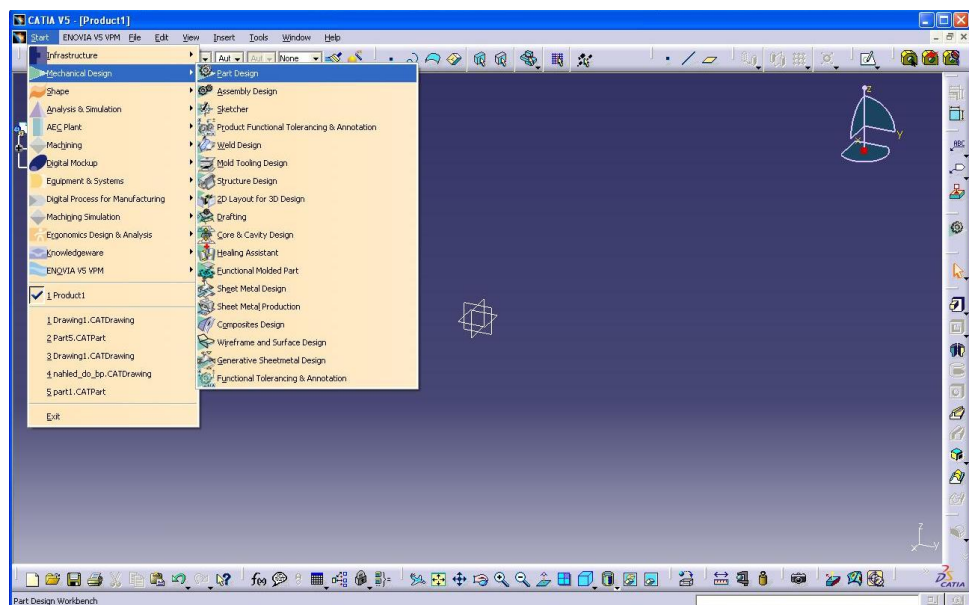 CATIA V5 - [Product1]
Start ENOVIA V5 VPM File Edit View Insert Tools Window Help
Aut Aut None
Infrastructure
Mechanical Design
Shape
Analysis & Simulation
AEC Plant
Machining
Digital Mockup
Equipment & Systems
Digital Process for Manufacturing
Machining Simulation
Ergonomics Design & Analysis
Knowledgeware
ENOVIA V5 VPM
1 Product1
1 Drawing1.CATDrawing
2 Part5.CATPart
3 Drawing1.CATDrawing
4 nahled_do_bp.CATDrawing
5 part1.CATPart
Exit
Part Design
Assembly Design
Sketcher
Product Functional Tolerancing & Annotation
Weld Design
Mold Tooling Design
Structure Design
2D Layout for 3D Design
Drafting
Core & Cavity Design
Healing Assistant
Functional Molded Part
Sheet Metal Design
Sheet Metal Production
Composites Design
Wireframe and Surface Design
Generative Sheetmetal Design
Functional Tolerancing & Annotation
z
y
x
ABC
z
x y
f(x)
CATIA
Part Design Workbench